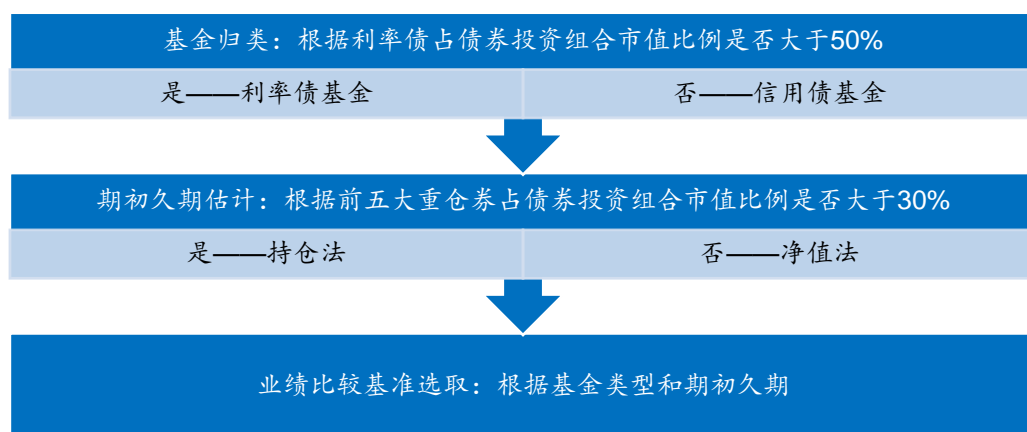 基金归类：根据利率债占债券投资组合市值比例是否大于50%
是——利率债基金
否——信用债基金
期初久期估计：根据前五大重仓券占债券投资组合市值比例是否大于30%
是——持仓法
否——净值法
业绩比较基准选取：根据基金类型和期初久期